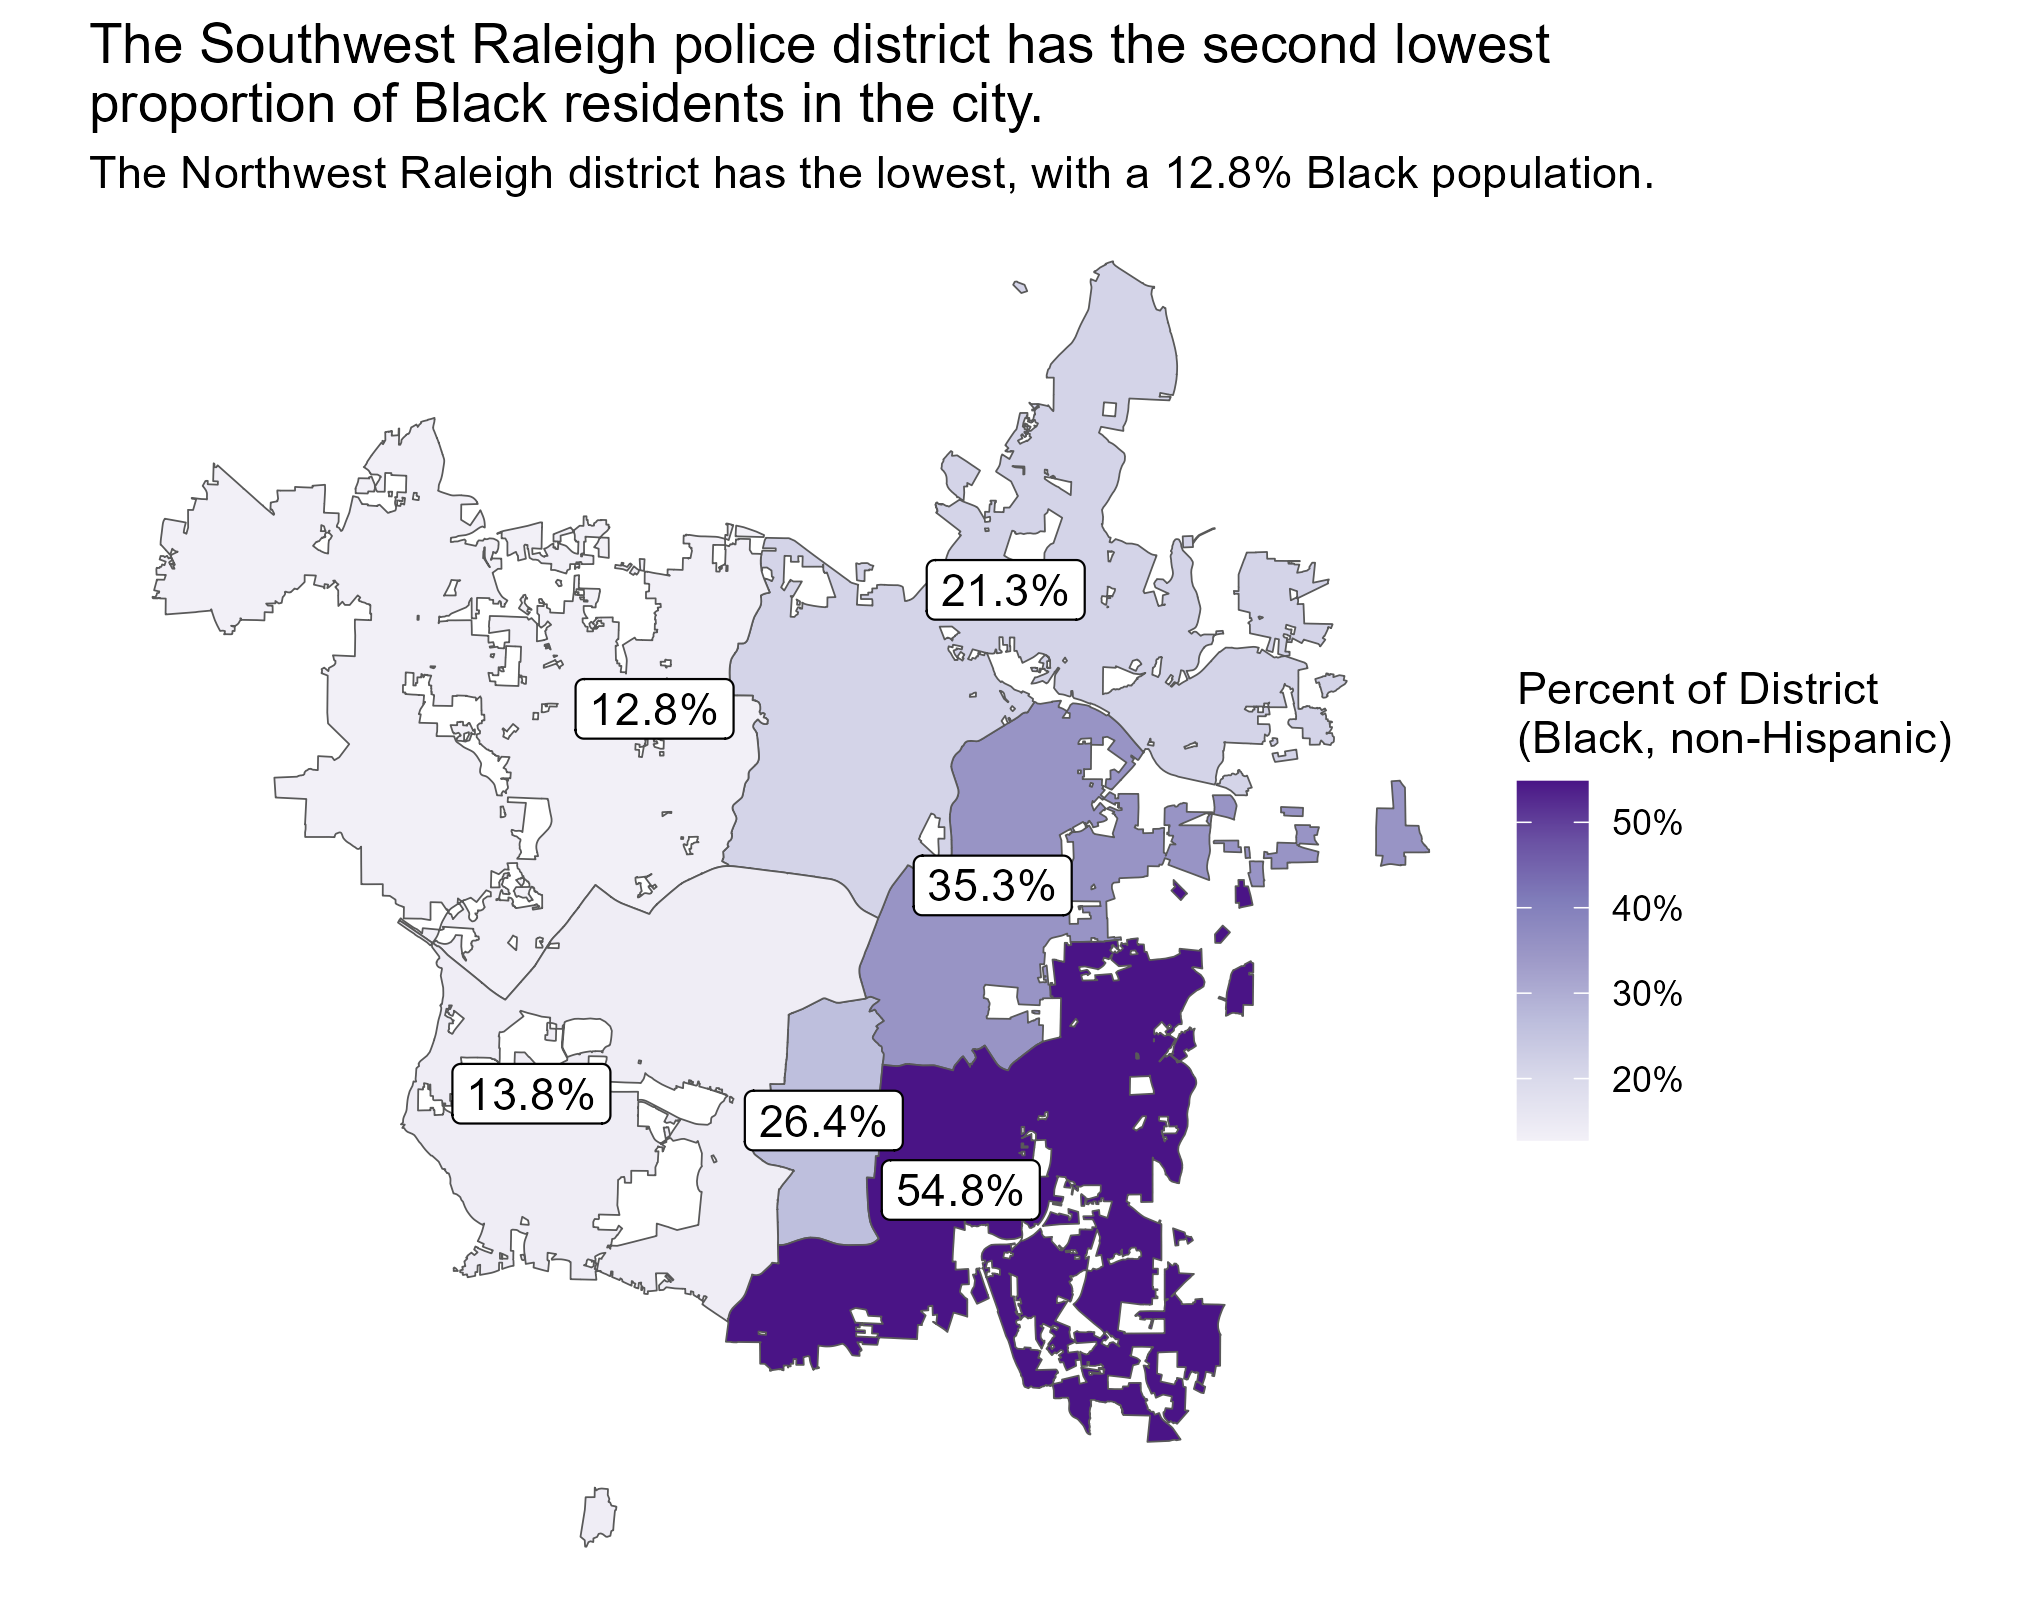 The Southwest Raleigh police district has the second lowest
proportion of Black residents in the city.
The Northwest Raleigh district has the lowest, with a 12.8% Black population.
21.3%
12.8%
35.3%
13.8%
26.4%
54.8%
Percent of District
(Black, non-Hispanic)
50%
40%
30%
20%